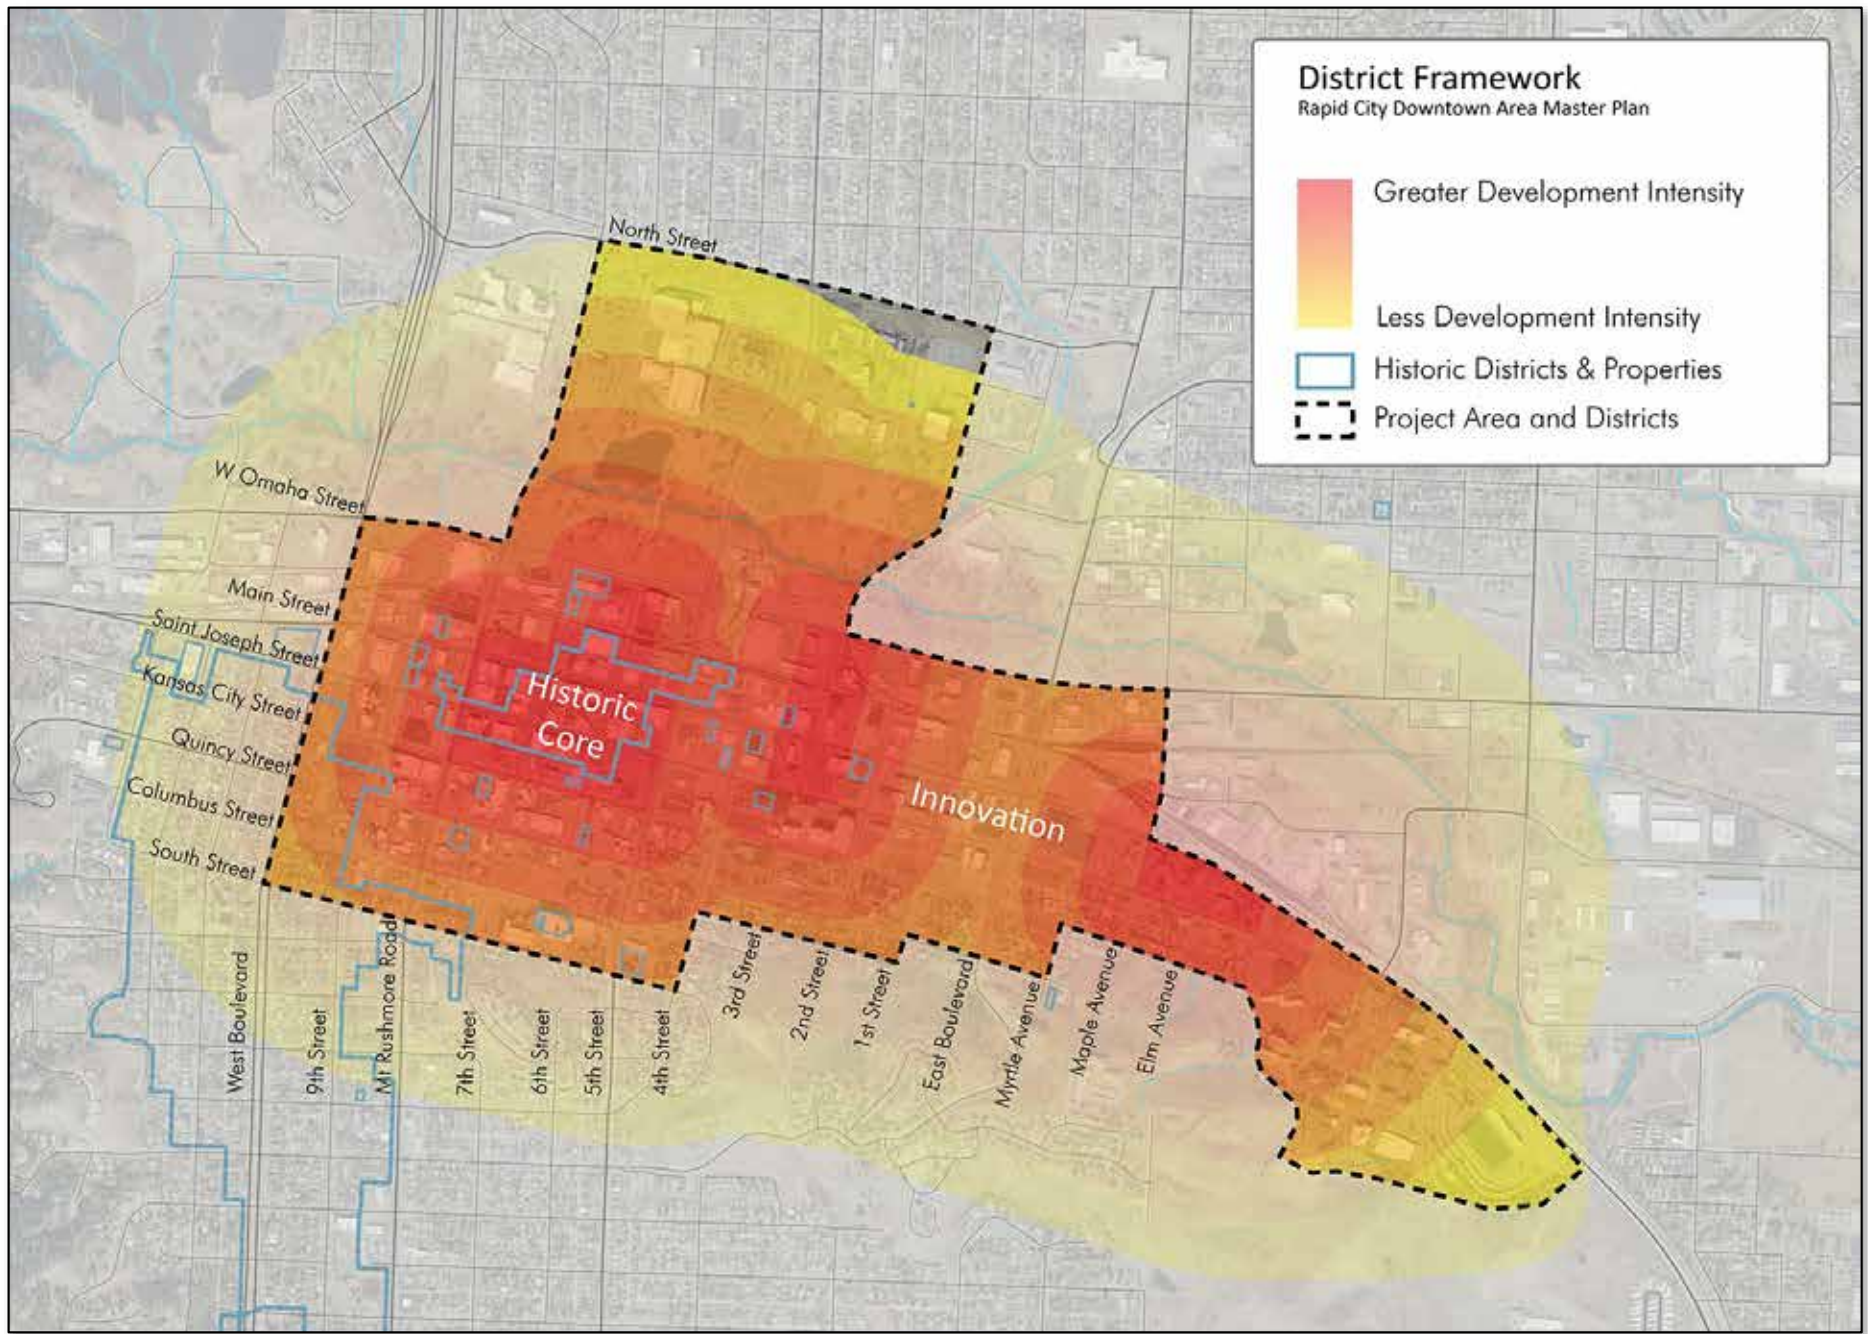 District Framework
Rapid City Downtown Area Master Plan
Greater Development Intensity
Less Development Intensity
Historic Districts & Properties
Project Area and Districts
North Street
W Omaha Street
Main Street
Saint Joseph Street
Kansas City Street
Quincy Street
Columbus Street
South Street
Historic
Core
Innovation
West Boulevard
9th Street
Mt Rushmore Road
7th Street
6th Street
5th Street
4th Street
3rd Street
2nd Street
1st Street
East Boulevard
Myrtle Avenue
Maple Avenue
Elm Avenue